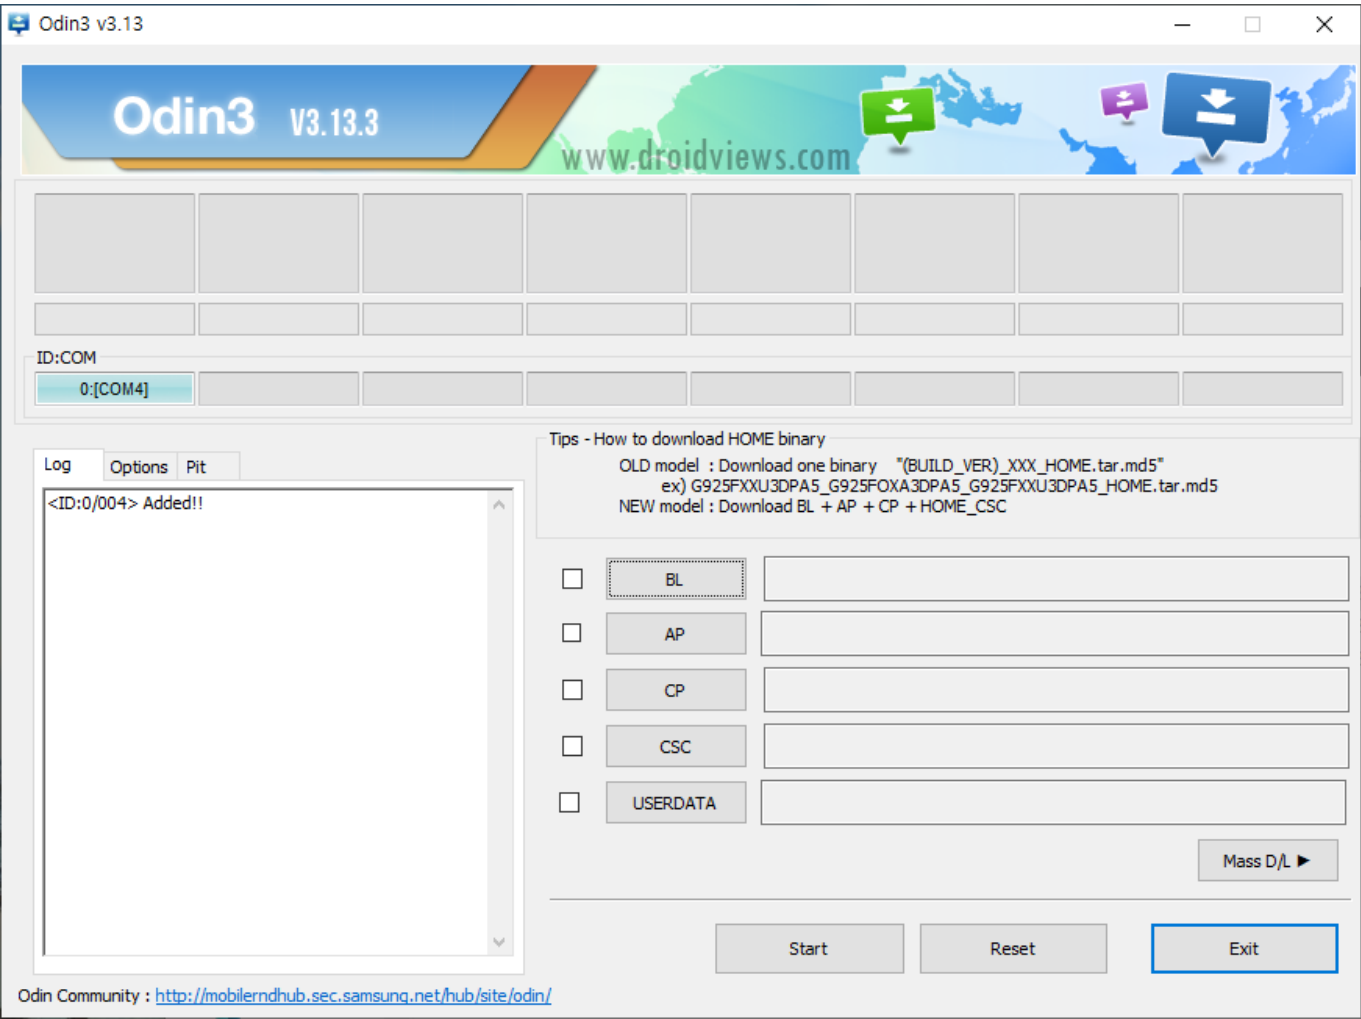 Odin3 v3.13
Odin3 V3.13.3
www.droidviews.com
ID:COM
0:[COM4]
Log Options Pit
<ID:0/004> Added!!
Tips - How to download HOME binary
OLD model : Download one binary "(BUILD_VER)_XXX_HOME.tar.md5"
ex) G925FXXU3DPA5_G925FOXA3DPA5_G925FXXU3DPA5_HOME.tar.md5
NEW model : Download BL + AP + CP + HOME_CSC
BL
AP
CP
CSC
USERDATA
Mass D/L ►
Start Reset Exit
Odin Community : http://mobilerndhub.sec.samsung.net/hub/site/odin/